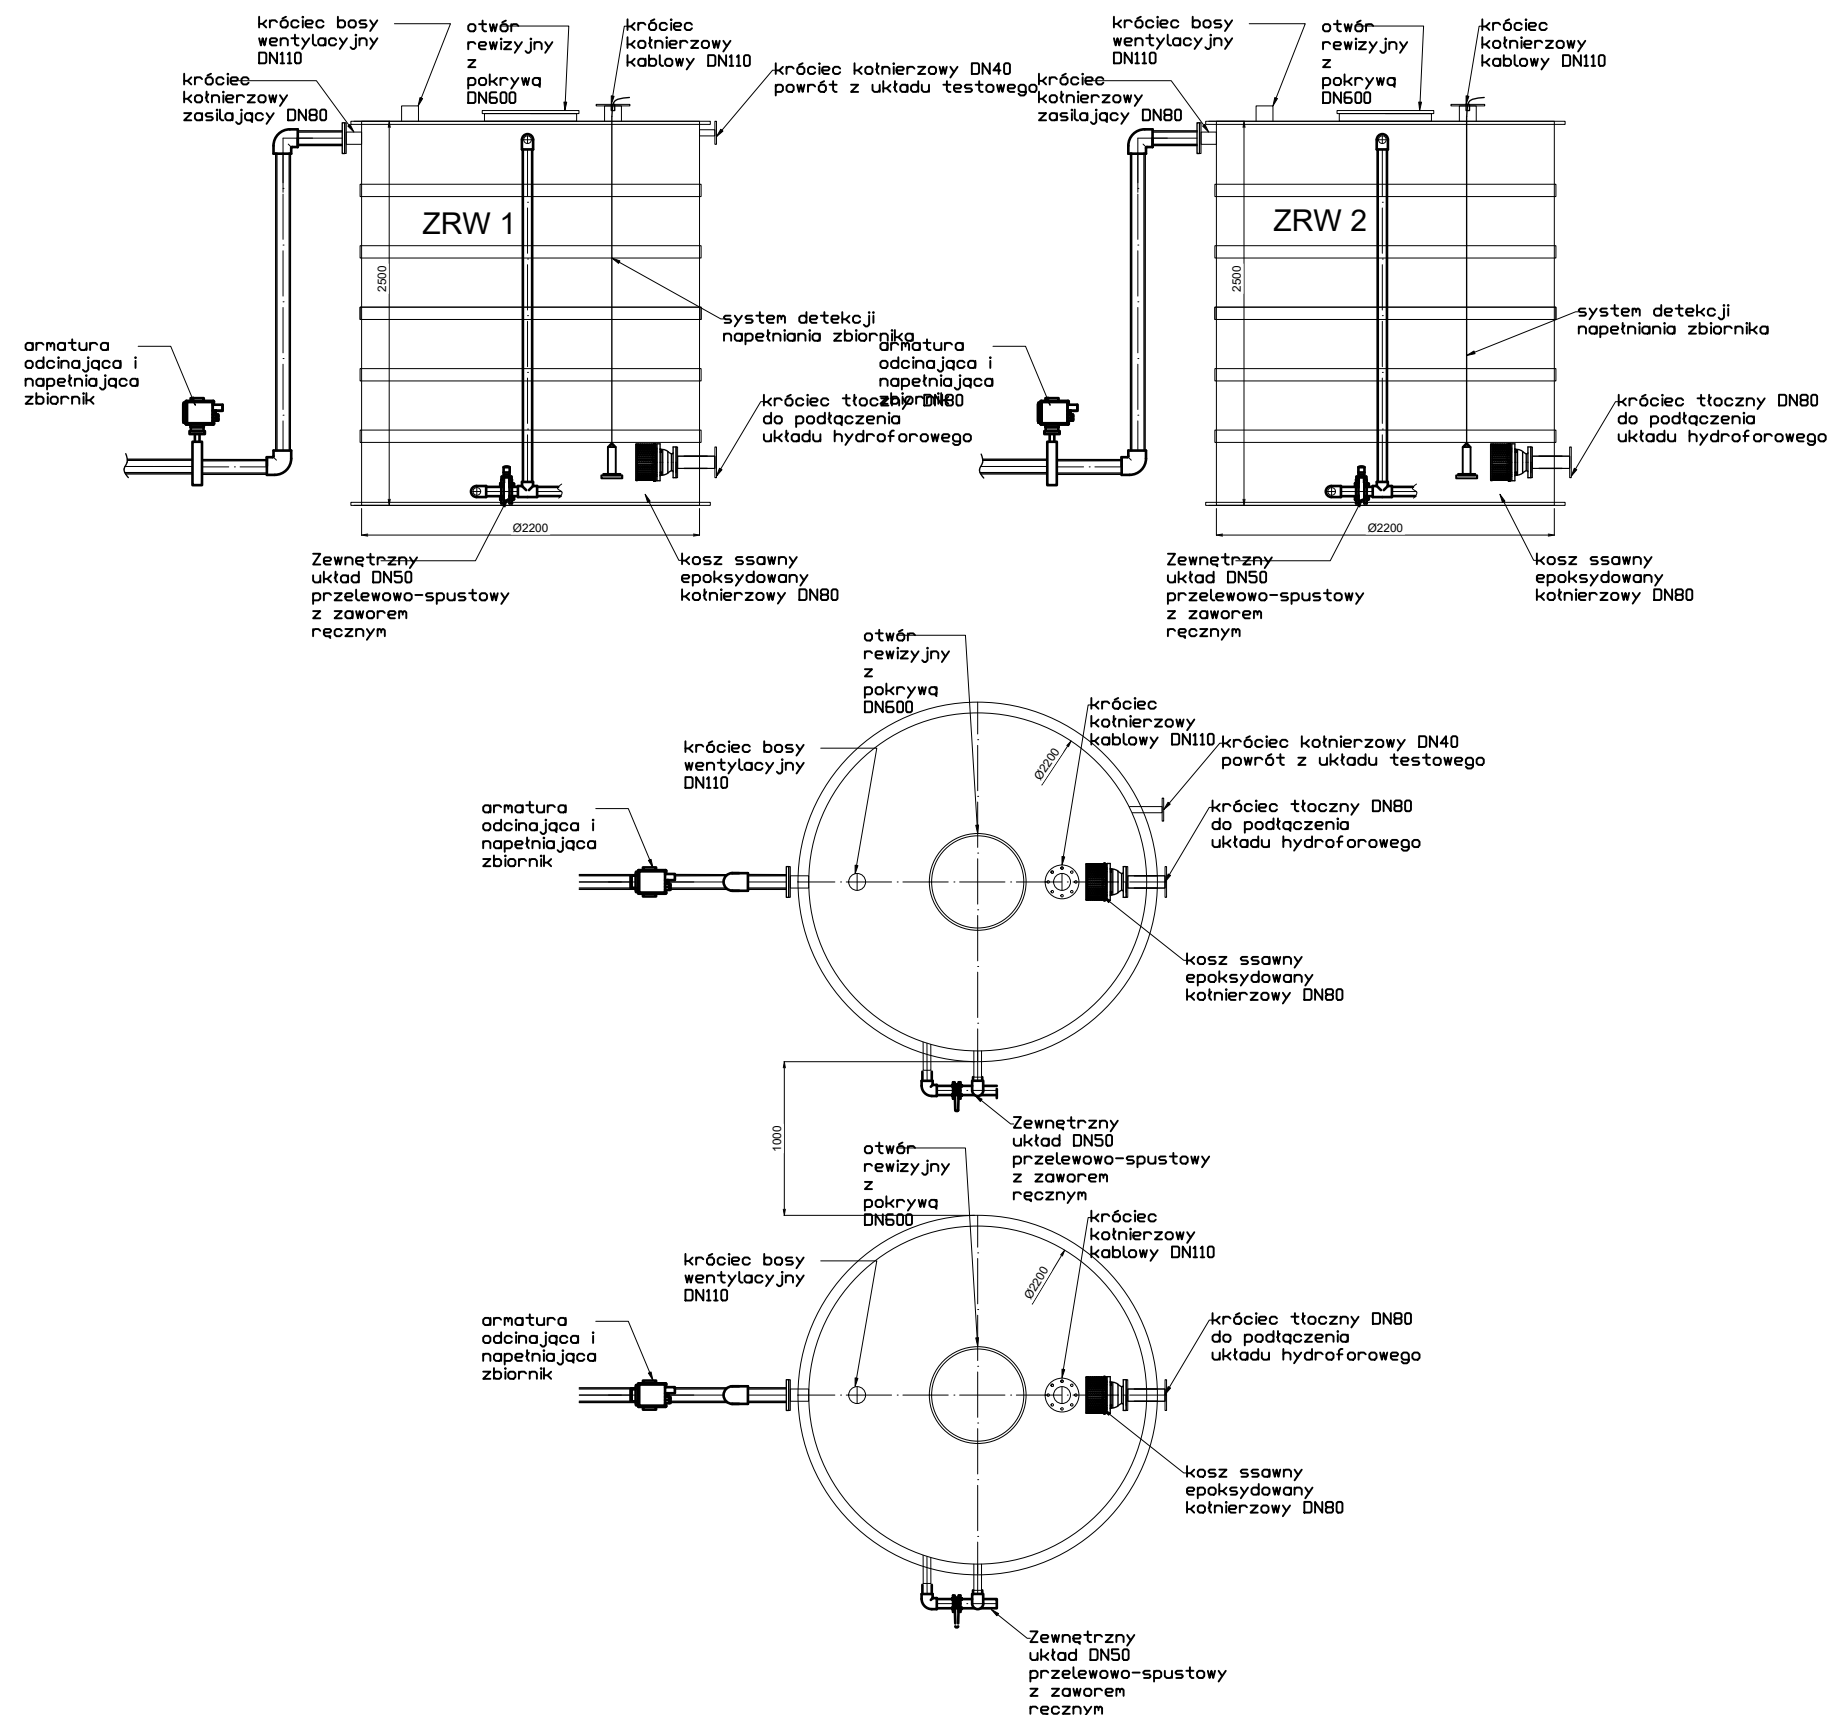 króciec bosy
wentylacyjny
DN110
otwór
rewizyjny
z
pokrywą
DN600
króciec
kołnierzowy
kablowy DN110
króciec
kołnierzowy
zasilający DN80
króciec kołnierzowy DN40
powrót z układu testowego
ZRW 1
2500
system detekcji
napełniania zbiornika
armatura
odcinająca i
napełniająca
zbiornik
króciec tłoczny DN80
do podłączenia
układu hydroforowego
Ø2200
Zewnętrzny
układ DN50
przelewowo-spustowy
z zaworem
ręcznym
kosz ssawny
epoksydowany
kołnierzowy DN80
króciec bosy
wentylacyjny
DN110
otwór
rewizyjny
z
pokrywą
DN600
króciec
kołnierzowy
kablowy DN110
króciec
kołnierzowy
zasilający DN80
ZRW 2
2500
system detekcji
napełniania zbiornika
armatura
odcinająca i
napełniająca
zbiornik
króciec tłoczny DN80
do podłączenia
układu hydroforowego
Ø2200
Zewnętrzny
układ DN50
przelewowo-spustowy
z zaworem
ręcznym
kosz ssawny
epoksydowany
kołnierzowy DN80
otwór
rewizyjny
z
pokrywą
DN600
króciec
kołnierzowy
kablowy DN110
króciec bosy
wentylacyjny
DN110
Ø2200
króciec kołnierzowy DN40
powrót z układu testowego
armatura
odcinająca i
napełniająca
zbiornik
króciec tłoczny DN80
do podłączenia
układu hydroforowego
kosz ssawny
epoksydowany
kołnierzowy DN80
1000
Zewnętrzny
układ DN50
przelewowo-spustowy
z zaworem
ręcznym
otwór
rewizyjny
z
pokrywą
DN600
króciec
kołnierzowy
kablowy DN110
króciec bosy
wentylacyjny
DN110
Ø2200
armatura
odcinająca i
napełniająca
zbiornik
króciec tłoczny DN80
do podłączenia
układu hydroforowego
kosz ssawny
epoksydowany
kołnierzowy DN80
Zewnętrzny
układ DN50
przelewowo-spustowy
z zaworem
ręcznym